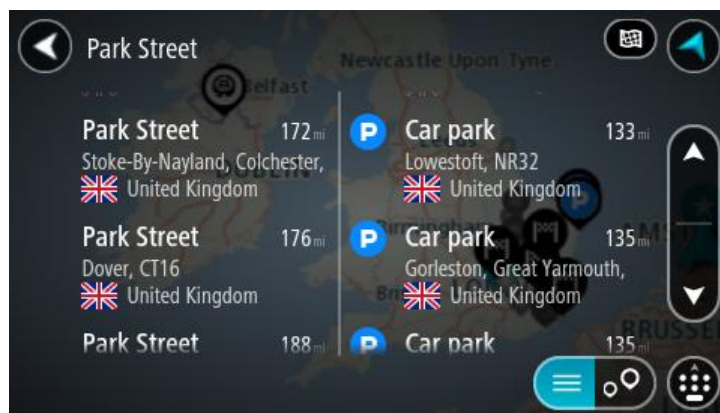 Park Street
Newcastle Upon Tyne
Belfast
Park Street 172 mi
Stoke-By-Nayland, Colchester,
United Kingdom
Park Street 176 mi
Dover, CT16
United Kingdom
Park Street 188 mi
P Car park 133 mi
Lowestoft, NR32
United Kingdom
P Car park 135 mi
Gorleston, Great Yarmouth,
United Kingdom
P Car park 135 mi
DUBLIN
Birmingham